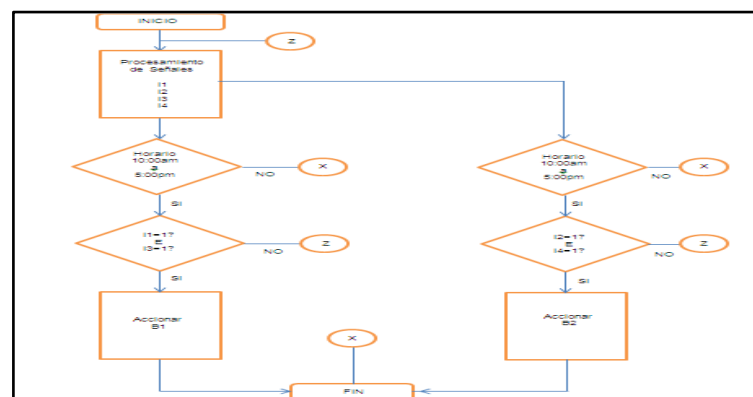 INICIO
Z
Procesamiento
de Señales
I1
I2
I3
I4
Horario
10:00am
a
5:00pm
NO
X
SI
I1=1?
E
I3=1?
NO
Z
SI
Accionar
B1
Horario
10:00am
a
5:00pm
NO
X
SI
I2=1?
E
I4=1?
NO
Z
SI
Accionar
B2
X
FIN